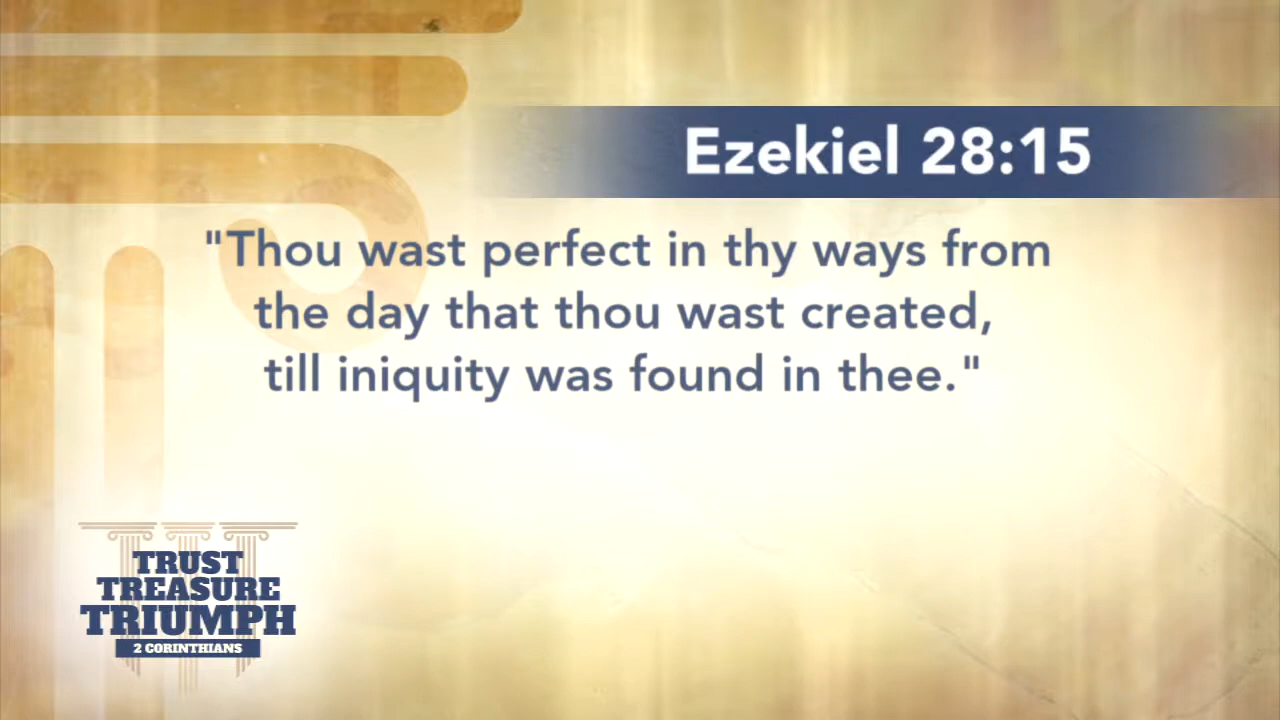 Ezekiel 28:15
"Thou wast perfect in thy ways from
the day that thou wast created,
till iniquity was found in thee."
TRUST
TREASURE
TRIUMPH
2 CORINTHIANS